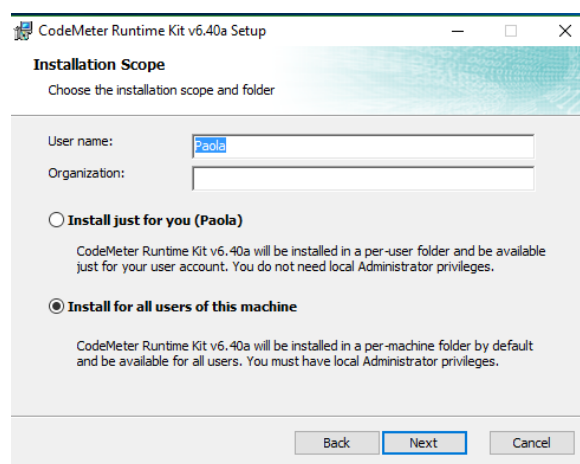 CodeMeter Runtime Kit v6.40a Setup
Installation Scope
Choose the installation scope and folder
User name:
Paola
Organization:
Install just for you (Paola)
CodeMeter Runtime Kit v6.40a will be installed in a per-user folder and be available
just for your user account. You do not need local Administrator privileges.
Install for all users of this machine
CodeMeter Runtime Kit v6.40a will be installed in a per-machine folder by default
and be available for all users. You must have local Administrator privileges.
Back
Next
Cancel